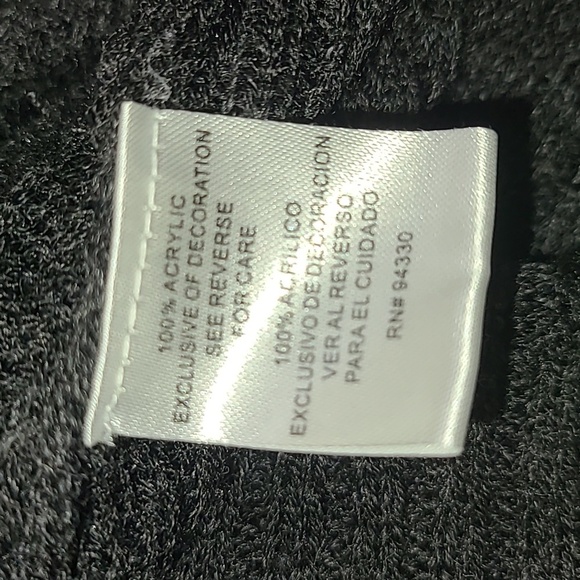 100% ACRYLIC
EXCLUSIVE OF DECORATION
SEE REVERSE
FOR CARE
100% ACRILICO
EXCLUSIVO DE DECORACION
VER AL REVERSO
PARA EL CUIDADO
RN# 94330